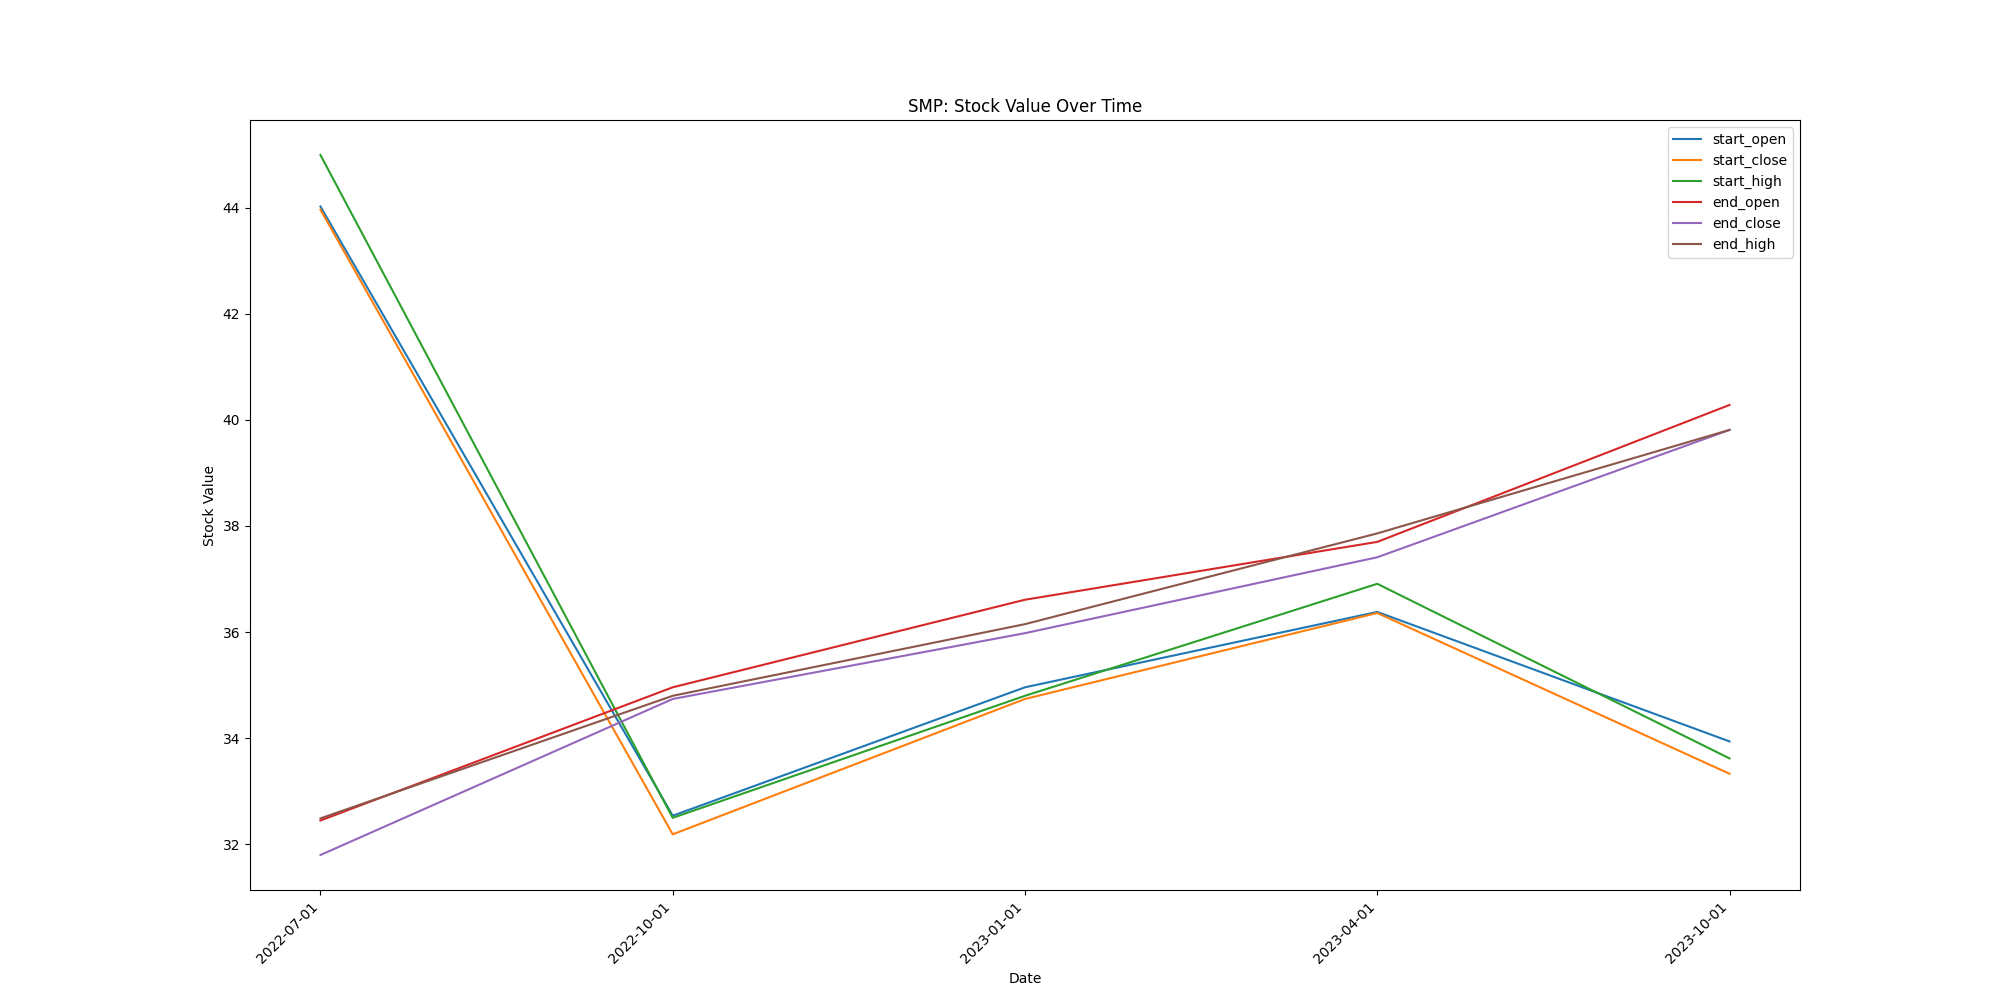 SMP: Stock Value Over Time
start_open
start_close
start_high
end_open
end_close
end_high
44
42
40
38
36
34
32
Stock Value
2022-07-01
2022-10-01
2023-01-01
2023-04-01
2023-10-01
Date